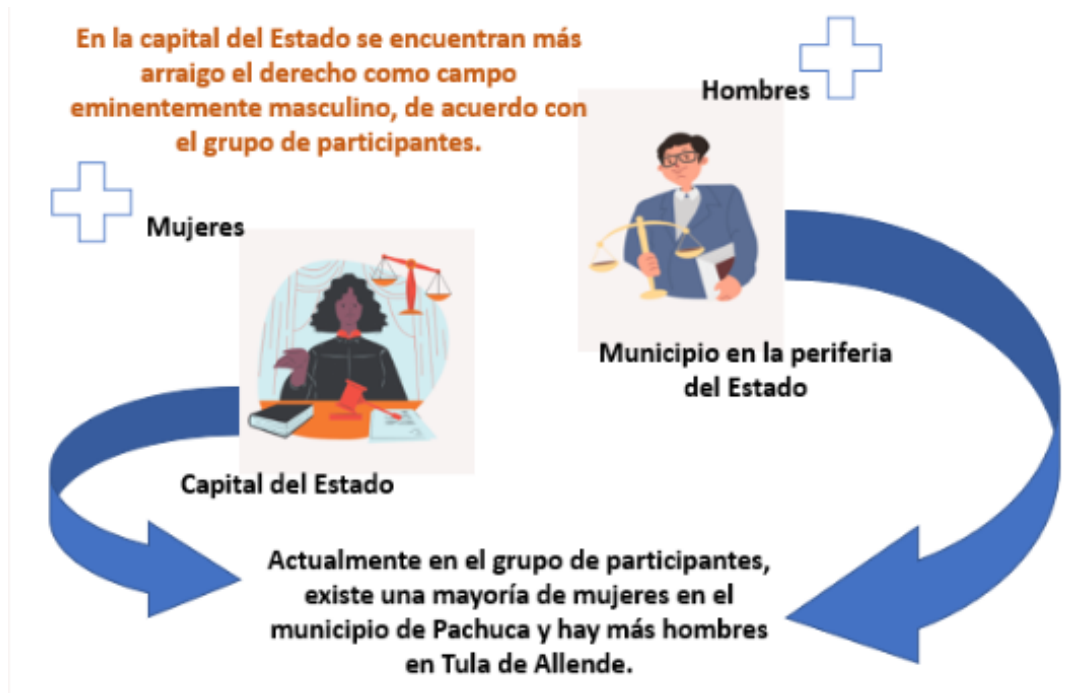 En la capital del Estado se encuentran más
arraigo el derecho como campo
eminentemente masculino, de acuerdo con
el grupo de participantes.
Hombres
Mujeres
Municipio en la periferia
del Estado
Capital del Estado
Actualmente en el grupo de participantes,
existe una mayoría de mujeres en el
municipio de Pachuca y hay más hombres
en Tula de Allende.